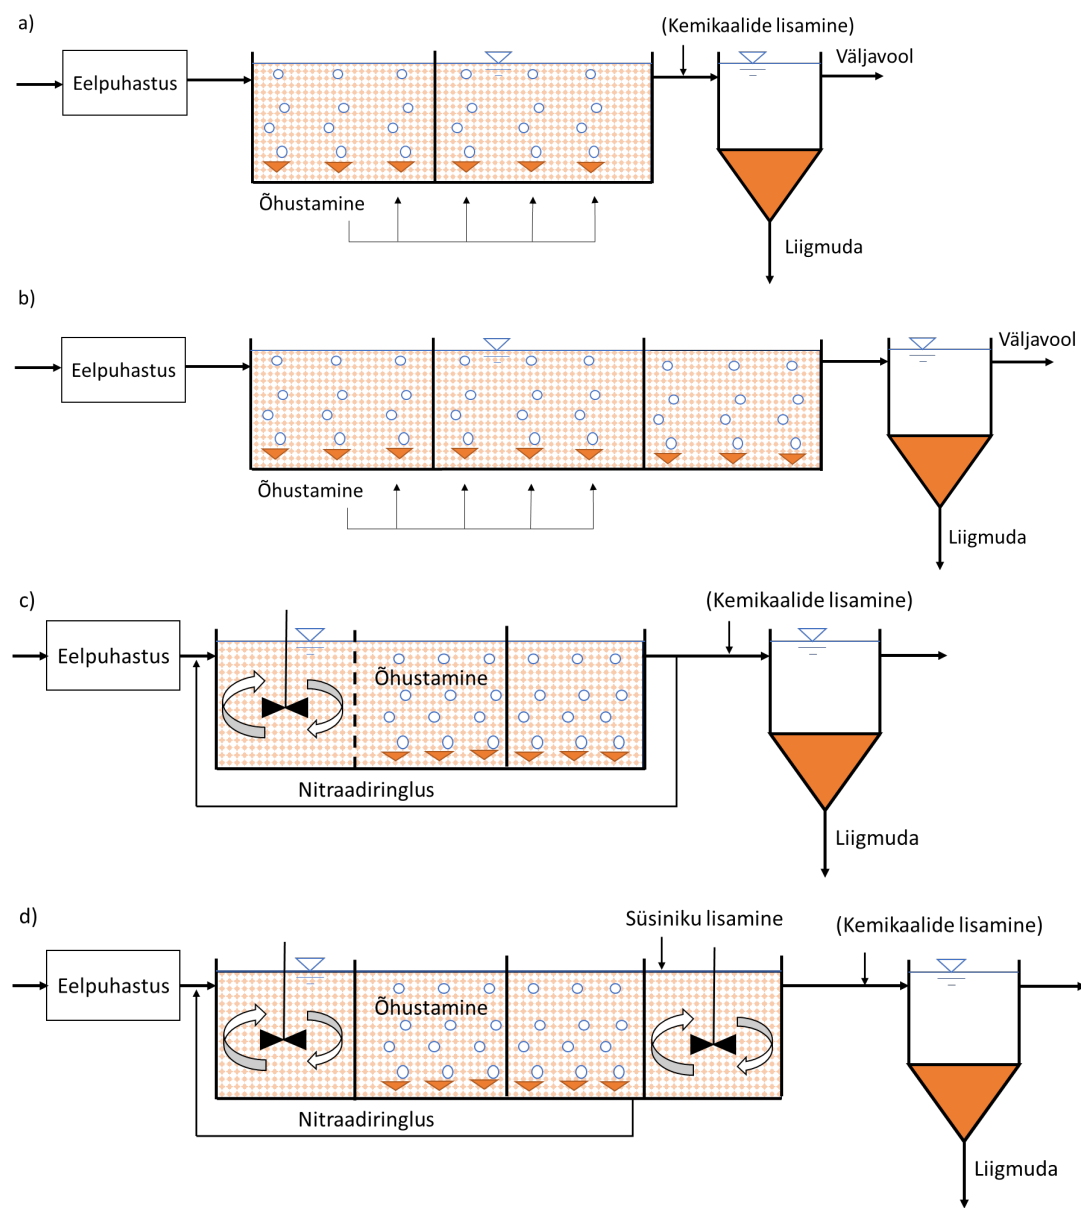 a)
(Kemikaalide lisamine)
Väljavool
Eelpuhastus
Õhustamine
Liigmuda
b)
Väljavool
Eelpuhastus
Õhustamine
Liigmuda
c)
(Kemikaalide lisamine)
Eelpuhastus
Õhustamine
Nitraadiringlus
Liigmuda
d)
Süsiniku lisamine
(Kemikaalide lisamine)
Eelpuhastus
Õhustamine
Nitraadiringlus
Liigmuda